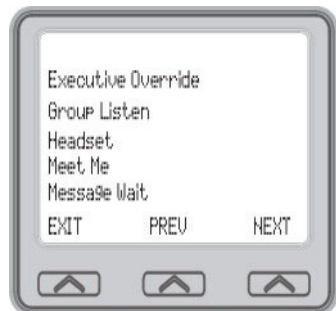 Executive Override
Group Listen
Headset
Meet Me
Message Wait
EXIT PREV NEXT